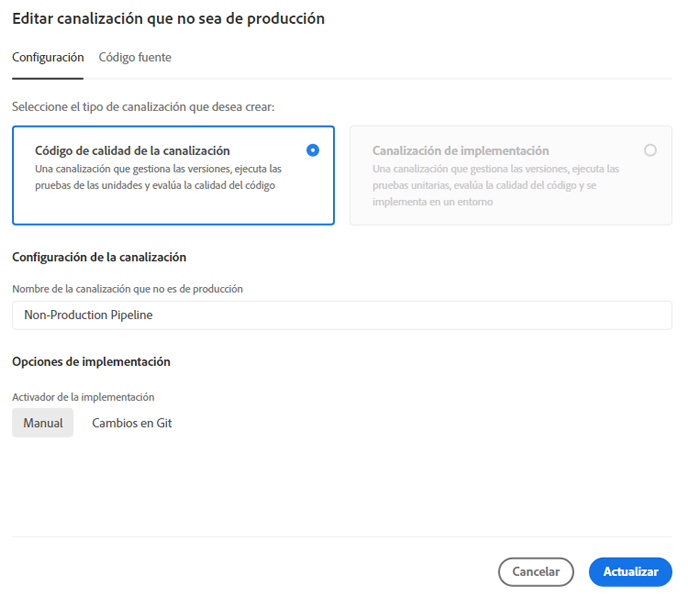 Editar canalización que no sea de producción
Configuración Código fuente
Seleccione el tipo de canalización que desea crear:
Código de calidad de la canalización
Una canalización que gestiona las versiones, ejecuta las
pruebas de las unidades y evalúa la calidad del código
Canalización de implementación
Una canalización que gestiona las versiones, ejecuta las
pruebas unitarias, evalúa la calidad del código y se
implementa en un entorno
Configuración de la canalización
Nombre de la canalización que no es de producción
Non-Production Pipeline
Opciones de implementación
Activador de la implementación
Manual Cambios en Git
Cancelar Actualizar